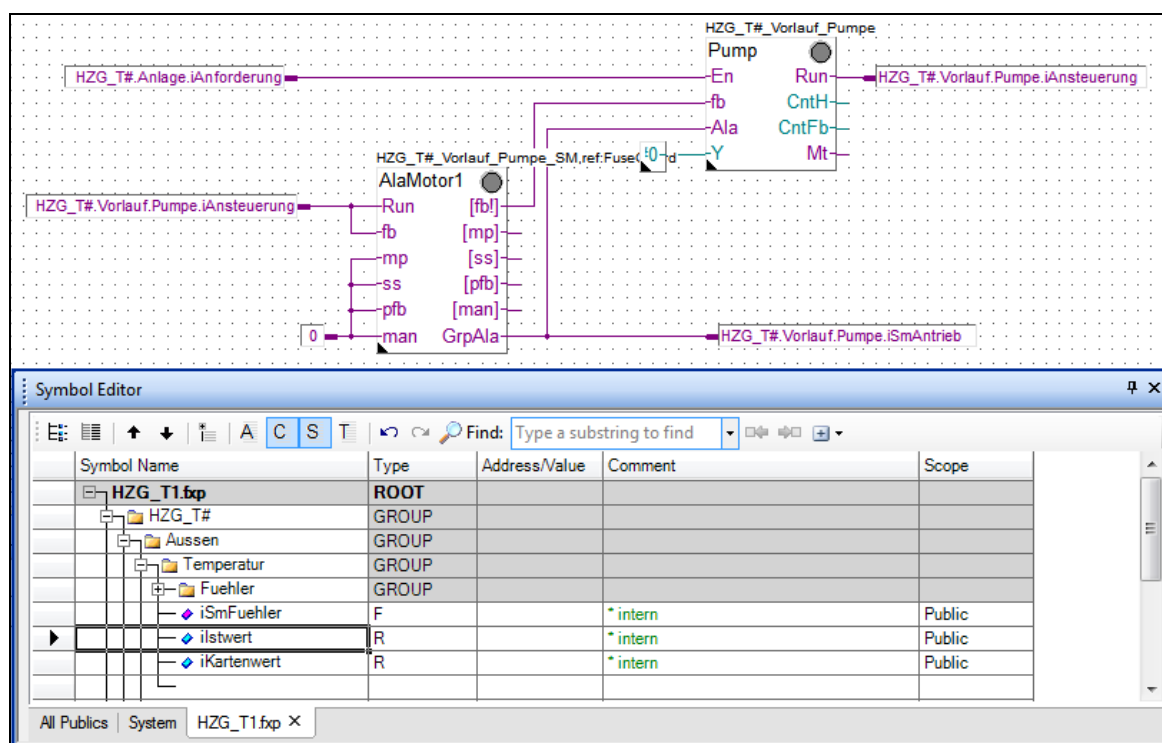 HZG_T#_Vorlauf_Pumpe
Pump
HZG_T#.Anlage.iAnforderung
En Run
HZG_T#.Vorlauf.Pumpe.iAnsteuerung
fb CntH
Ala CntFb
Y Mt
HZG_T#_Vorlauf_Pumpe_SM,ref:Fuse
AlaMotor1
HZG_T#.Vorlauf.Pumpe.iAnsteuerung
Run [fb!]
fb [mp]
mp [ss]
ss [pfb]
pfb [man]
0
man GrpAla
HZG_T#.Vorlauf.Pumpe.iSmAntrieb
Symbol Editor
A C S T Find: Type a substring to find
Symbol Name Type Address/Value Comment Scope
HZG_T1.fxp ROOT
HZG_T# GROUP
Aussen GROUP
Temperatur GROUP
Fuehler GROUP
iSmFuehler F * intern Public
iIstwert R * intern Public
iKartenwert R * intern Public
All Publics System HZG_T1.fxp